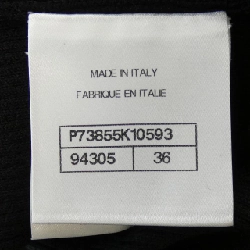 MADE IN ITALY
FABRIQUE EN ITALIE
P73855K10593
94305 36